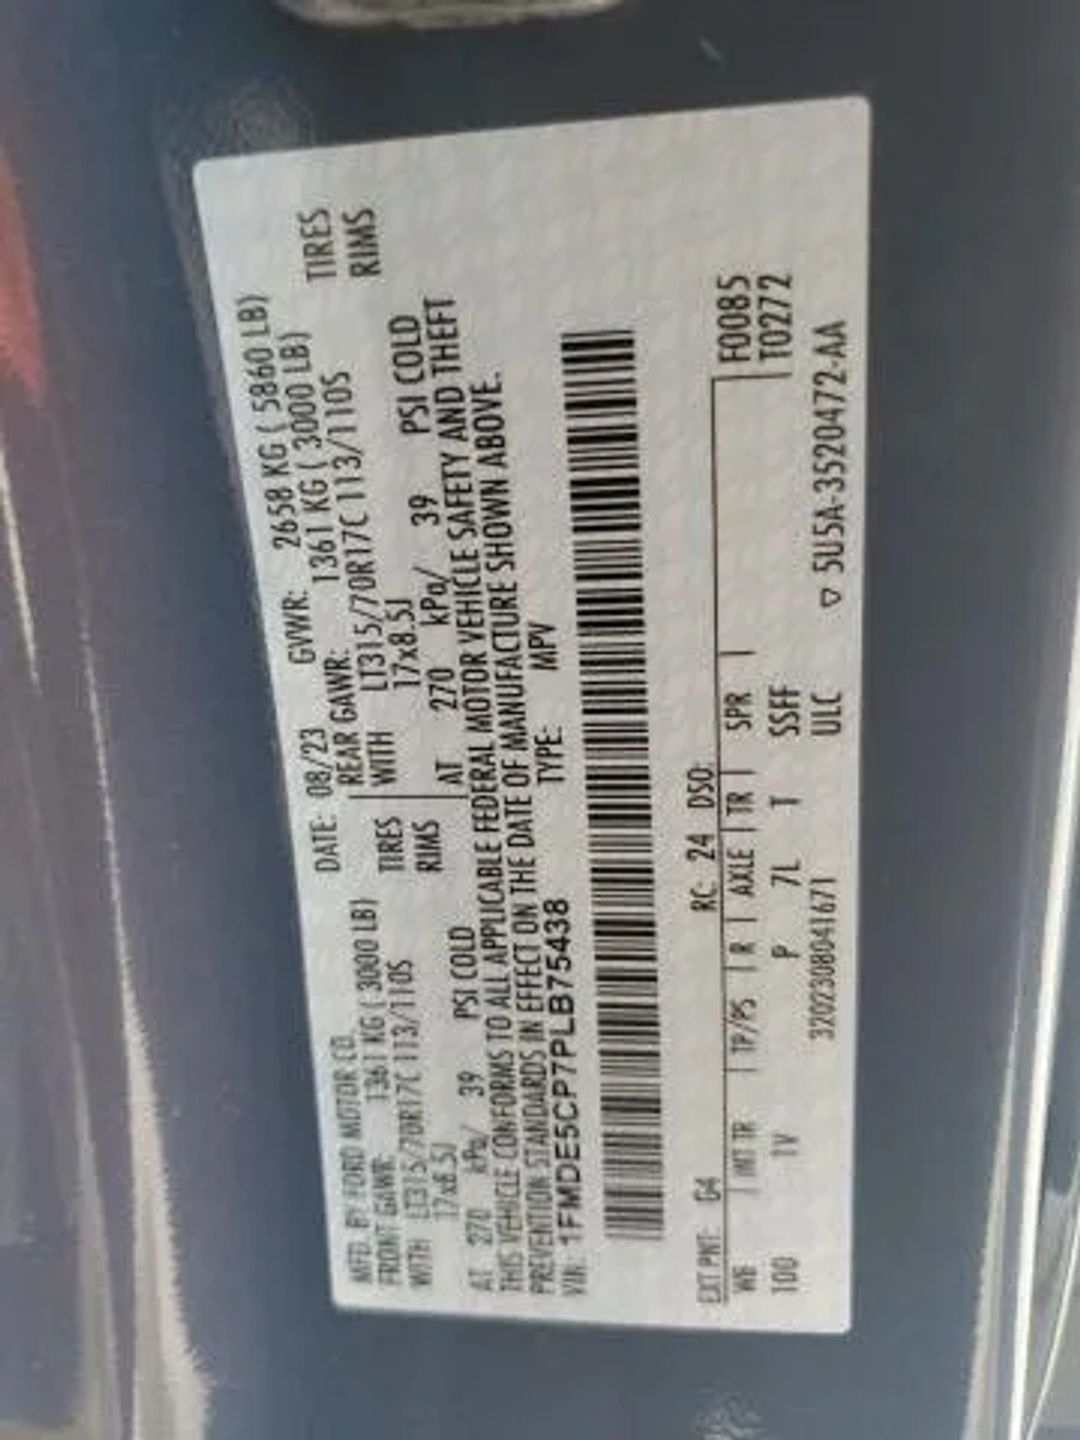 MFD. BY FORD MOTOR CO. DATE: 08/23 GVWR: 2658 KG ( 5860 LB)
FRONT GAWR: 1361 KG ( 3000 LB) REAR GAWR: 1361 KG ( 3000 LB)
WITH LT315/70R17C 113/110S TIRES WITH LT315/70R17C 113/110S TIRES
17x8.5J RIMS 17x8.5J RIMS
AT 270 kPa/ 39 PSI COLD AT 270 kPa/ 39 PSI COLD
THIS VEHICLE CONFORMS TO ALL APPLICABLE FEDERAL MOTOR VEHICLE SAFETY AND THEFT
PREVENTION STANDARDS IN EFFECT ON THE DATE OF MANUFACTURE SHOWN ABOVE.
VIN: 1FMDE5CP7PLB75438 TYPE: MPV
EXT PNT: G4 RC: 24 DSO: F0085
WB | INT TR | TP/PS | R | AXLE | TR | SPR | T0272
100 1V P 7L T SSFF
3202308041671 ULC ▽ 5U5A-3520472-AA